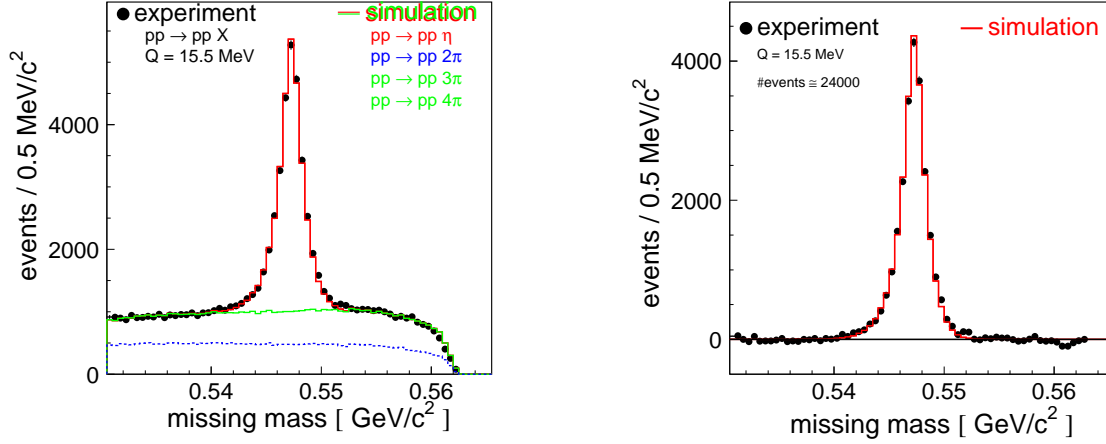 experiment
simulation
pp → pp X
Q = 15.5 MeV
pp → pp η
pp → pp 2π
pp → pp 3π
pp → pp 4π
events / 0.5 MeV/c²
4000
2000
0
0.54
0.55
0.56
missing mass [ GeV/c² ]
experiment
simulation
Q = 15.5 MeV
#events ≅ 24000
events / 0.5 MeV/c²
4000
2000
0
0.54
0.55
0.56
missing mass [ GeV/c² ]